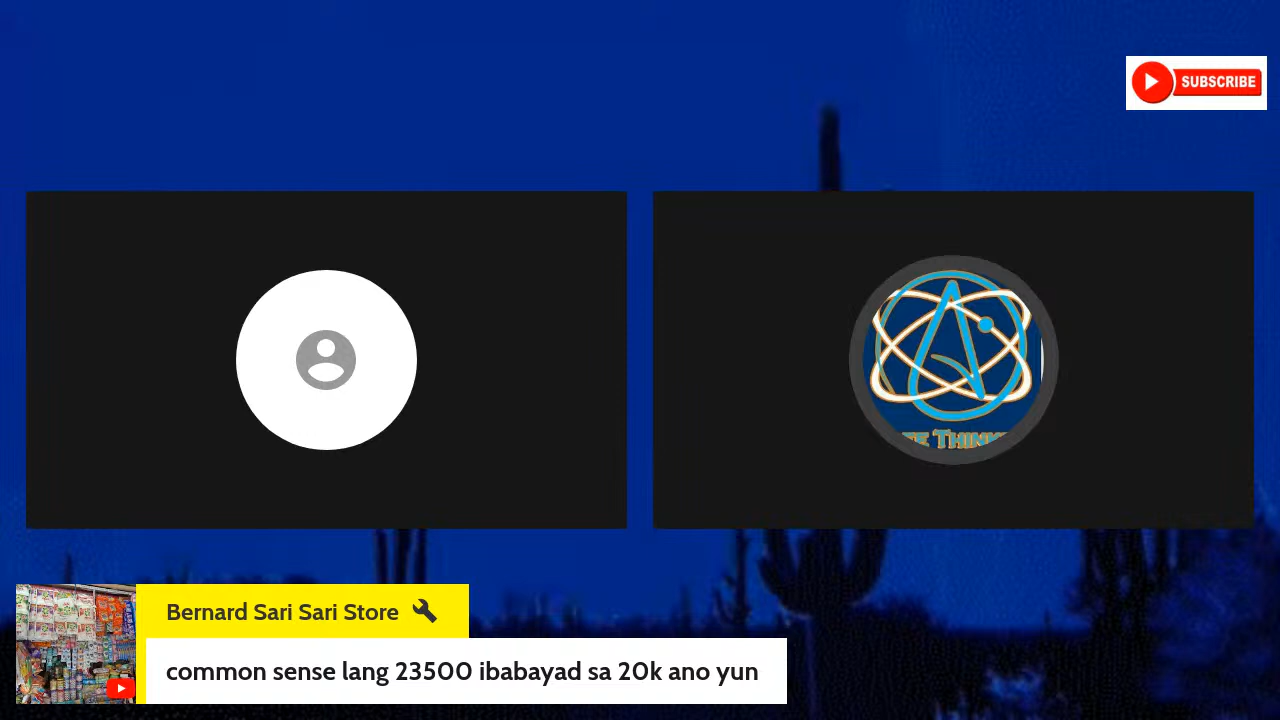 SUBSCRIBE
Bernard Sari Sari Store
common sense lang 23500 ibabayad sa 20k ano yun